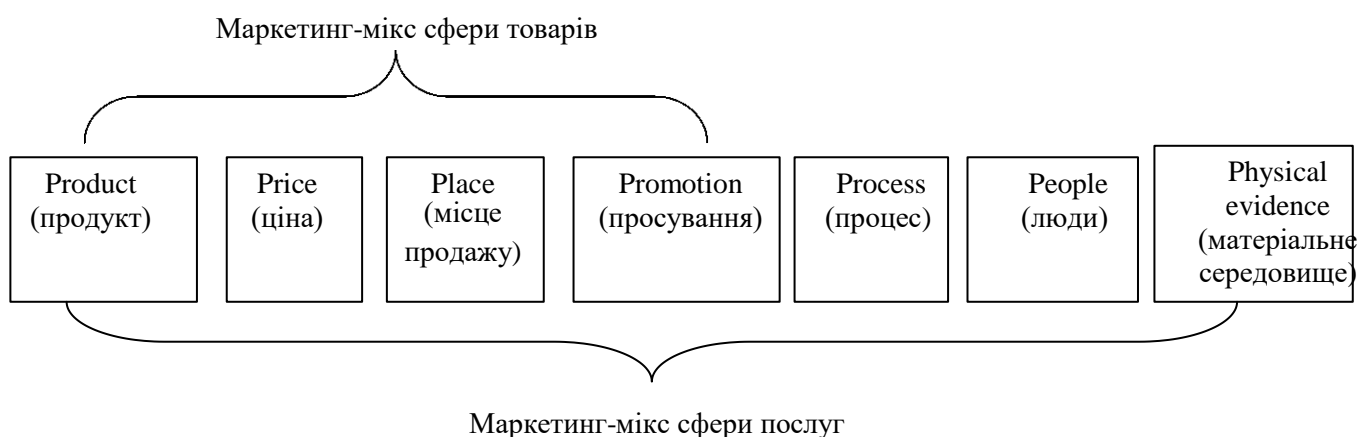 Маркетинг-мікс сфери товарів
Product
(продукт)
Price
(ціна)
Place
(місце
продажу)
Promotion
(просування)
Process
(процес)
People
(люди)
Physical
evidence
(матеріальне
середовище)
Маркетинг-мікс сфери послуг